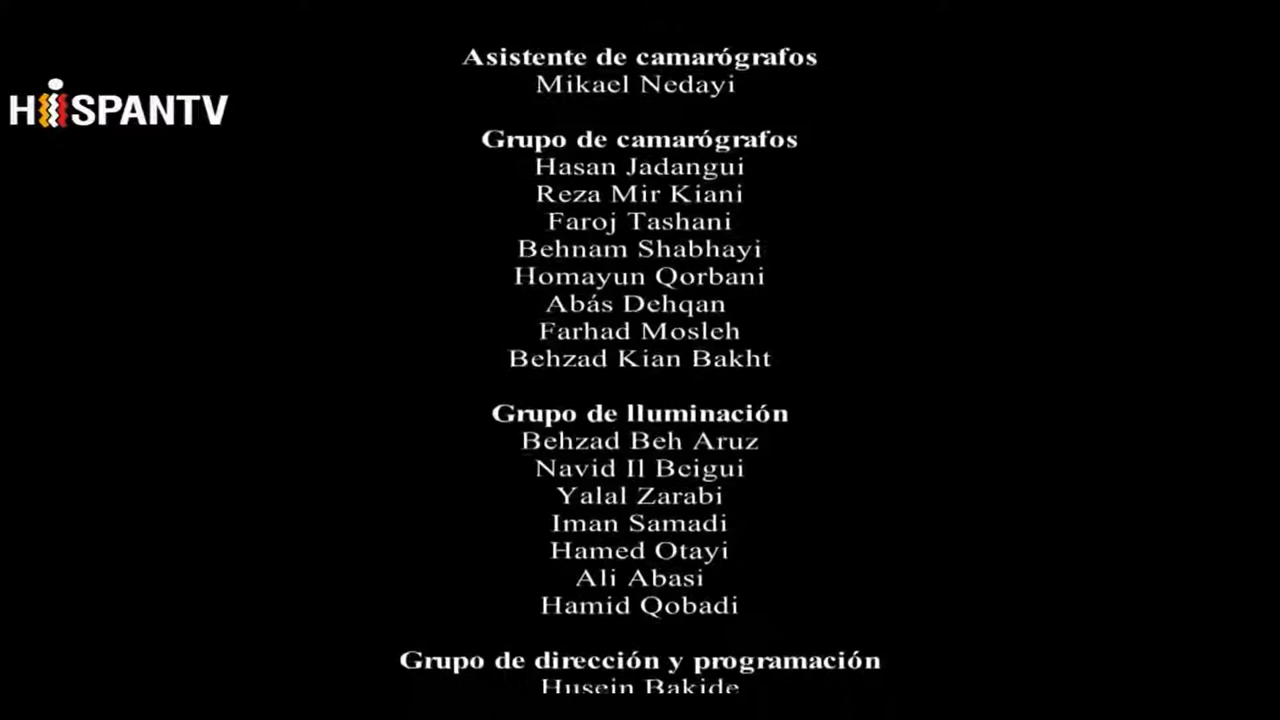 Asistente de camarógrafos
Mikael Nedayi
HiSPANTV
Grupo de camarógrafos
Hasan Jadangui
Reza Mir Kiani
Faroj Tashani
Behnam Shabhayi
Homayun Qorbani
Abás Dehqan
Farhad Mosleh
Behzad Kian Bakht
Grupo de Iluminación
Behzad Beh Aruz
Navid Il Beigui
Yalal Zarabi
Iman Samadi
Hamed Otayi
Ali Abasi
Hamid Qobadi
Grupo de dirección y programación
Husein Bakide